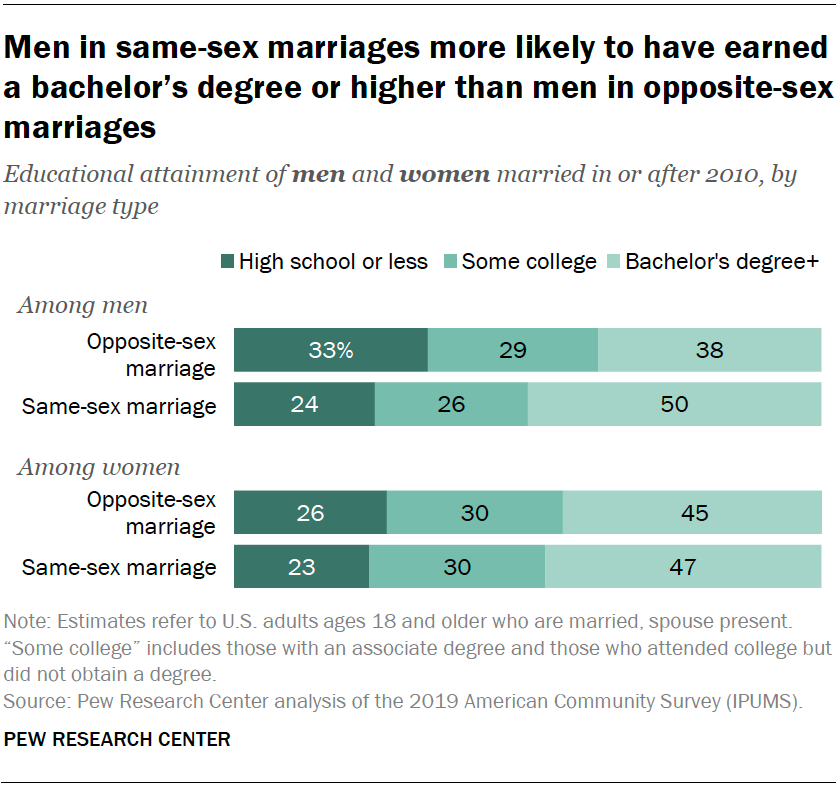 Men in same-sex marriages more likely to have earned
a bachelor’s degree or higher than men in opposite-sex
marriages
Educational attainment of men and women married in or after 2010, by
marriage type
High school or less Some college Bachelor's degree+
Among men
Opposite-sex
marriage
33% 29 38
Same-sex marriage 24 26 50
Among women
Opposite-sex
marriage
26 30 45
Same-sex marriage 23 30 47
Note: Estimates refer to U.S. adults ages 18 and older who are married, spouse present.
“Some college” includes those with an associate degree and those who attended college but
did not obtain a degree.
Source: Pew Research Center analysis of the 2019 American Community Survey (IPUMS).
PEW RESEARCH CENTER